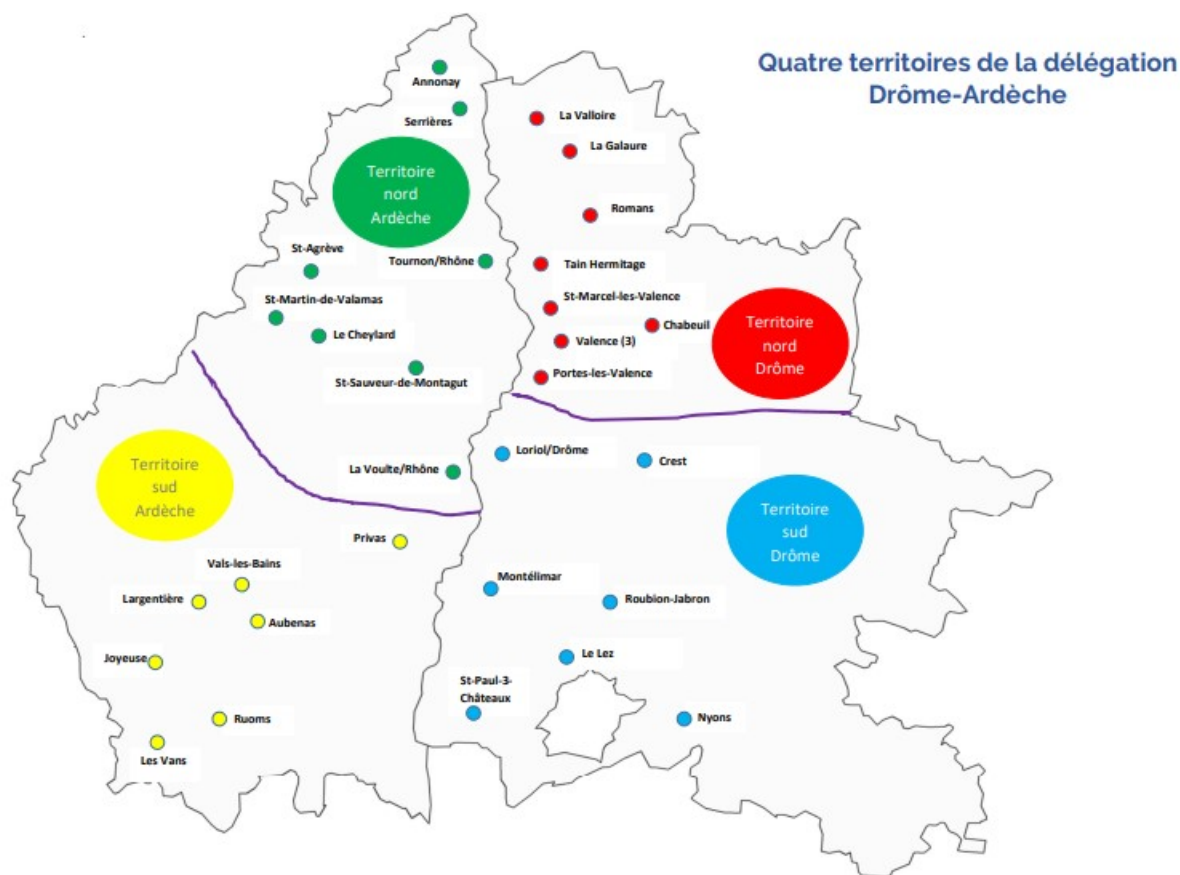 Quatre territoires de la délégation
Drôme-Ardèche
Annonay
Serrières
Territoire
nord
Ardèche
St-Agrève
Tournon/Rhône
St-Martin-de-Valamas
Le Cheylard
St-Sauveur-de-Montagut
La Voulte/Rhône
La Valloire
La Galaure
Romans
Tain Hermitage
St-Marcel-les-Valence
Chabeuil
Valence (3)
Portes-les-Valence
Territoire
nord
Drôme
Territoire
sud
Ardèche
Privas
Vals-les-Bains
Largentière
Aubenas
Joyeuse
Ruoms
Les Vans
Loriol/Drôme
Crest
Territoire
sud
Drôme
Montélimar
Roubion-Jabron
Le Lez
St-Paul-3-
Châteaux
Nyons